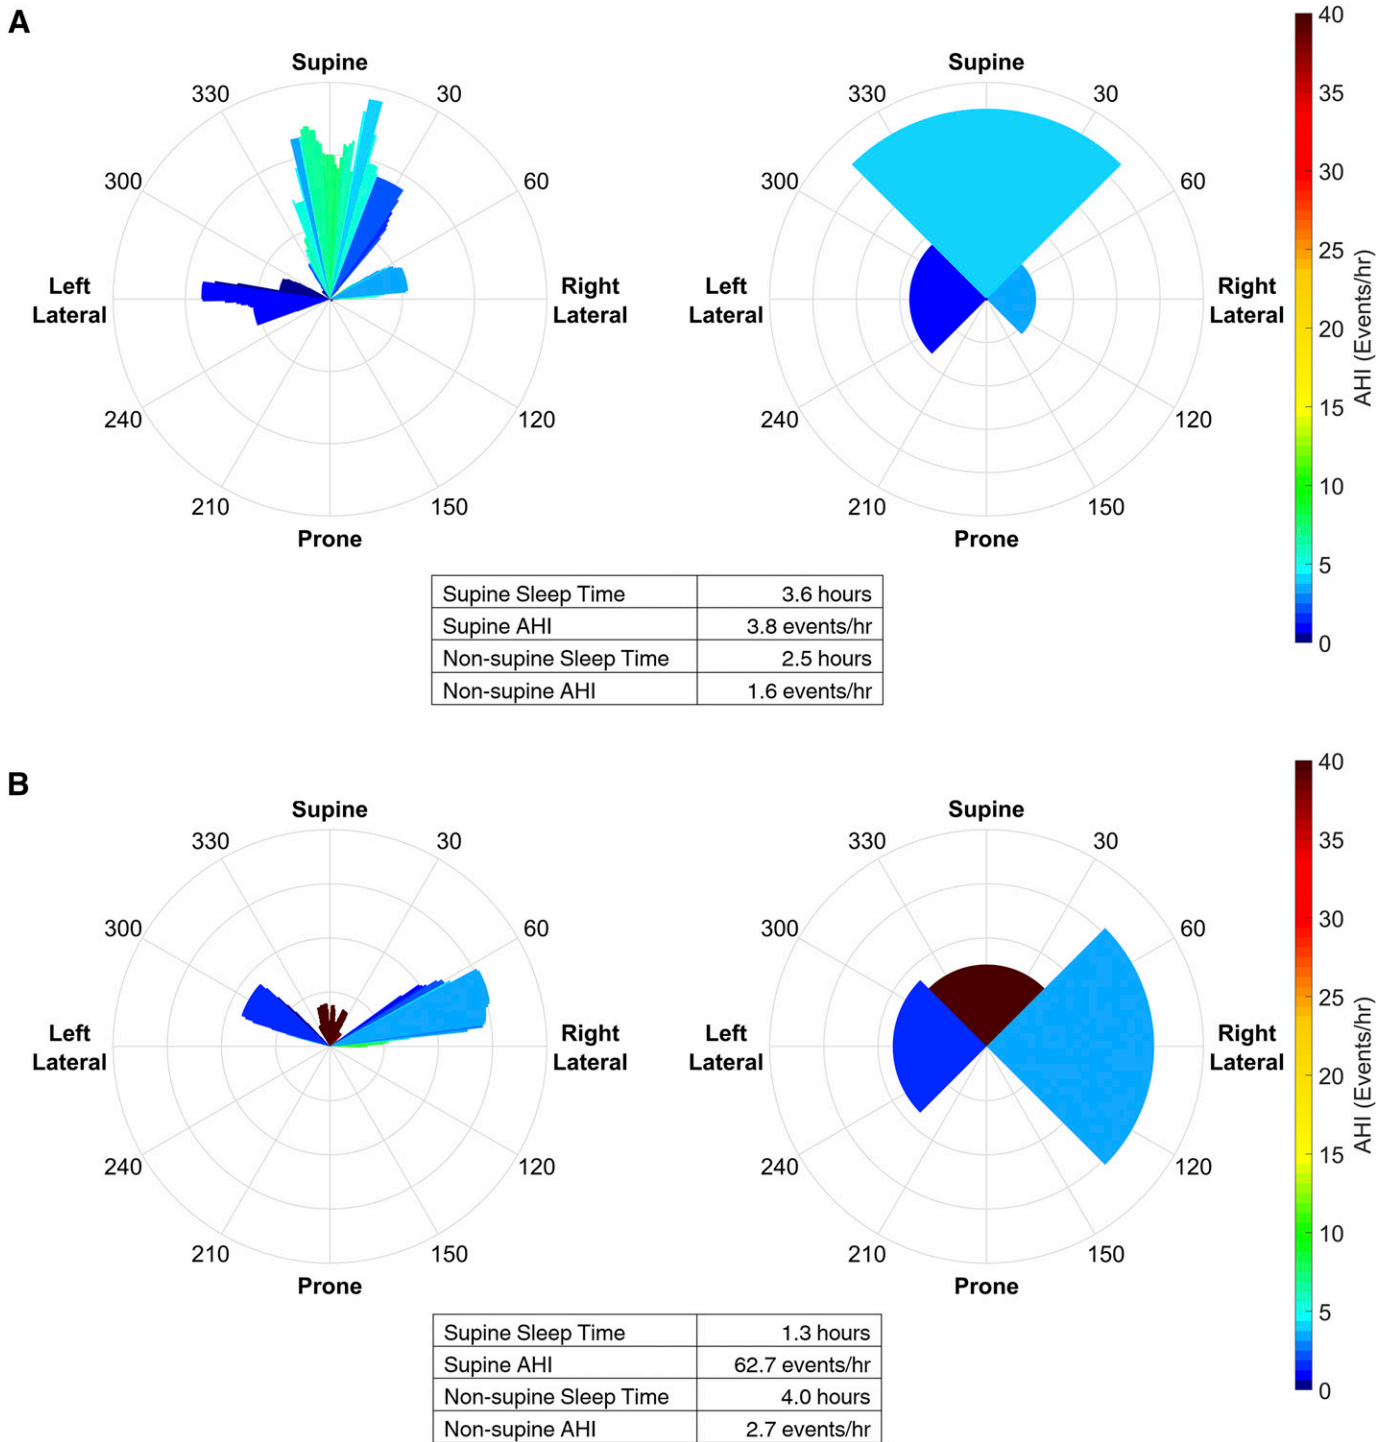 A
Supine
Supine
330
30
330
30
300
60
300
60
Left
Lateral
Right
Lateral
Left
Lateral
Right
Lateral
240
120
240
120
210
150
210
150
Prone
Prone
40
35
30
25
20
15
10
5
0
AHI (Events/hr)
Supine Sleep Time 3.6 hours
Supine AHI 3.8 events/hr
Non-supine Sleep Time 2.5 hours
Non-supine AHI 1.6 events/hr
B
Supine
Supine
330
30
330
30
300
60
300
60
Left
Lateral
Right
Lateral
Left
Lateral
Right
Lateral
240
120
240
120
210
150
210
150
Prone
Prone
40
35
30
25
20
15
10
5
0
AHI (Events/hr)
Supine Sleep Time 1.3 hours
Supine AHI 62.7 events/hr
Non-supine Sleep Time 4.0 hours
Non-supine AHI 2.7 events/hr